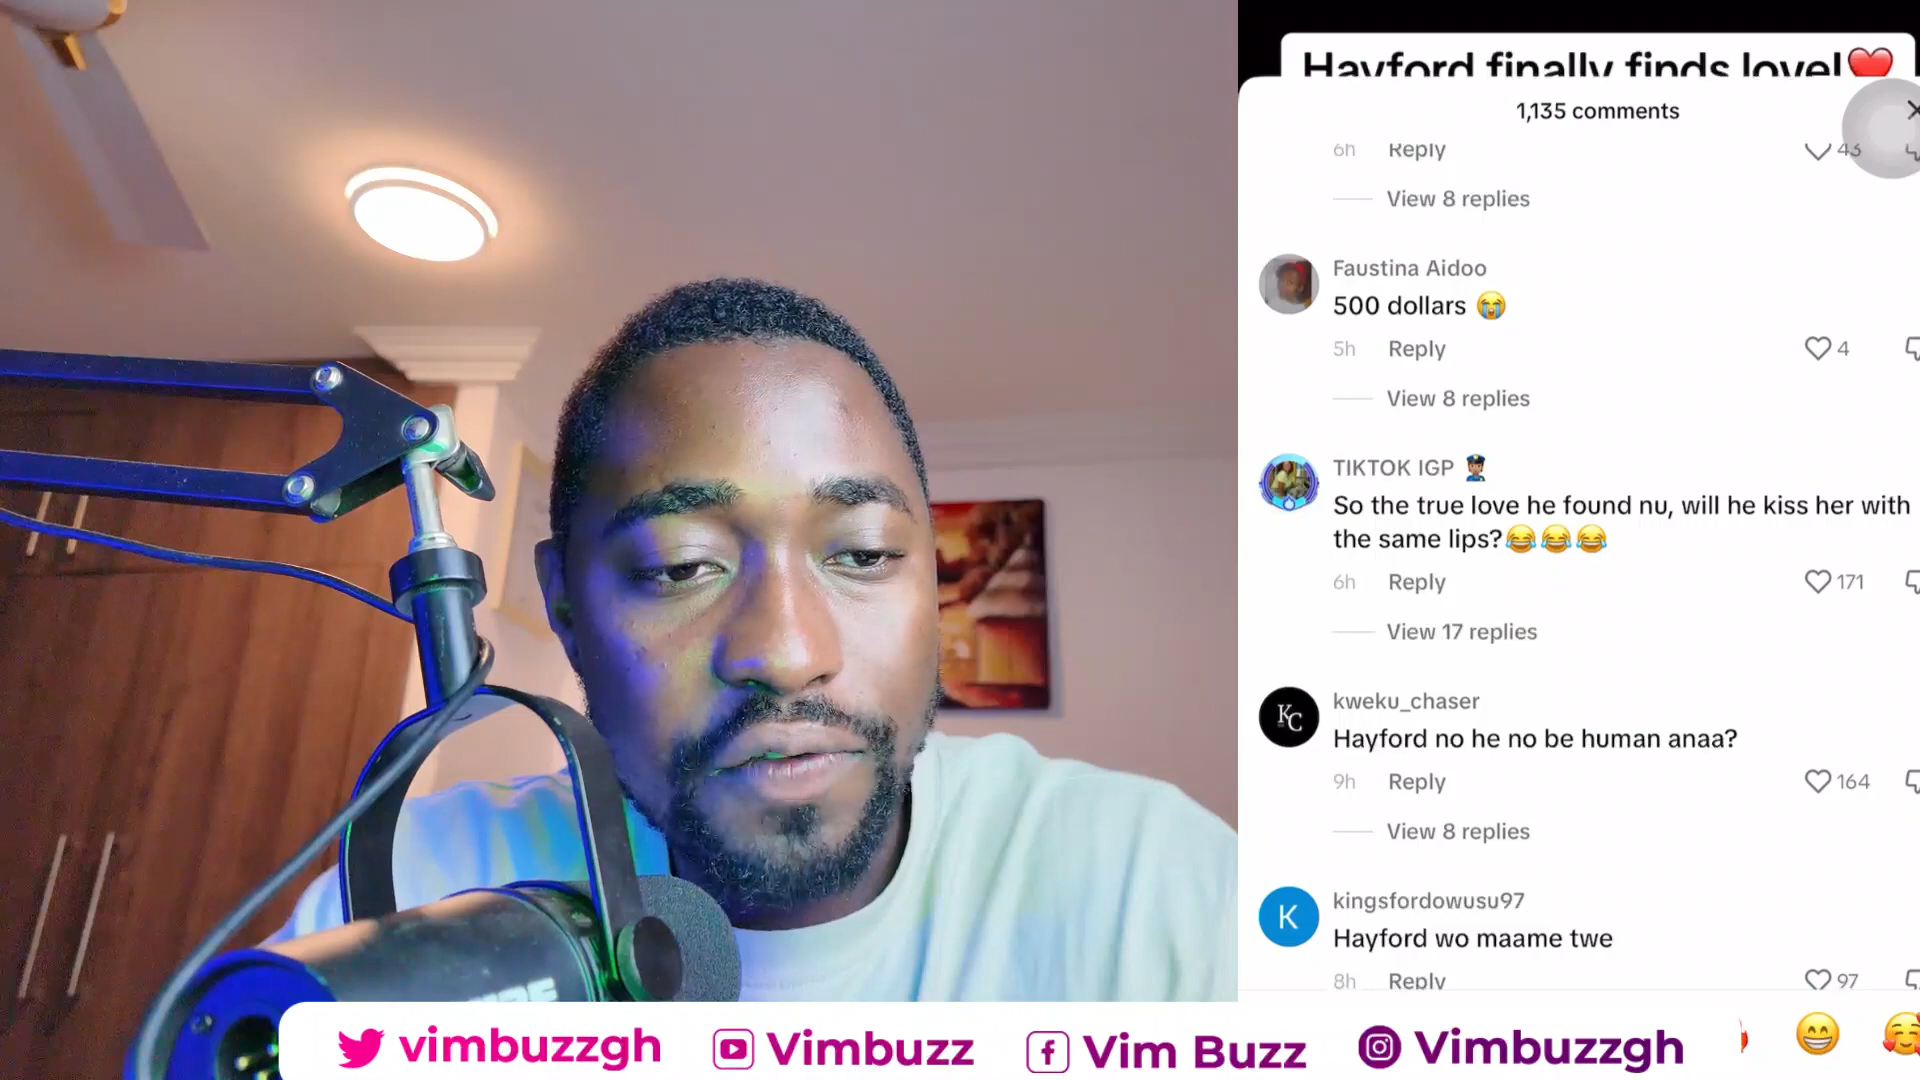 Hayford finally finds love!❤️
1,135 comments
6h Reply 43
View 8 replies
Faustina Aidoo
500 dollars 😭
5h Reply 4
View 8 replies
TIKTOK IGP 👮🏽‍♂️
So the true love he found nu, will he kiss her with
the same lips?😂😂😂
6h Reply 171
View 17 replies
KC
kweku_chaser
Hayford no he no be human anaa?
9h Reply 164
View 8 replies
K
kingsfordowusu97
Hayford wo maame twe
8h Reply 97
vimbuzzgh Vimbuzz Vim Buzz Vimbuzzgh